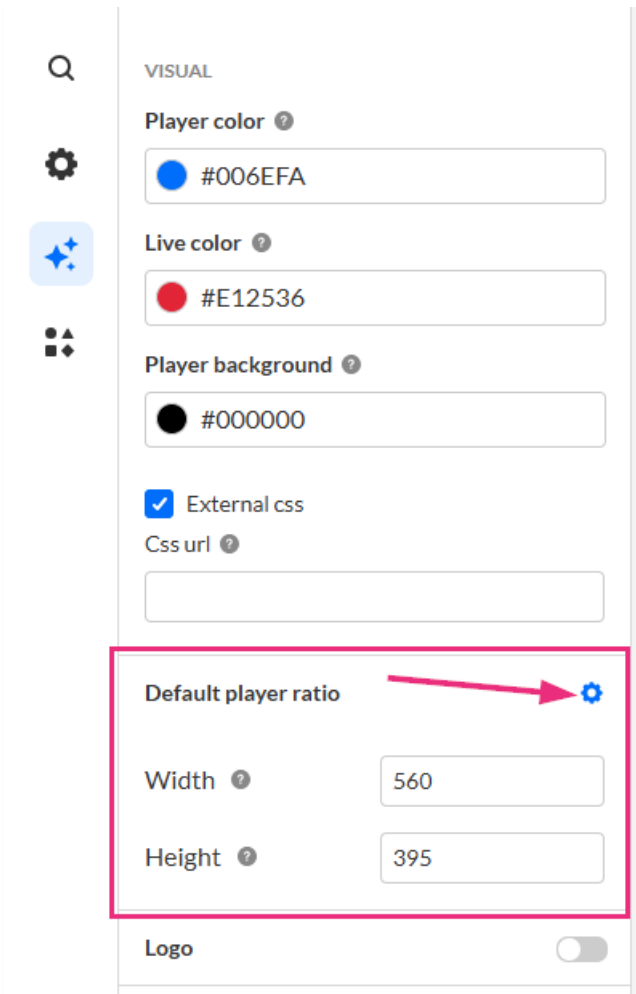 VISUAL
Player color ?
#006EFA
Live color ?
#E12536
Player background ?
#000000
External css
Css url ?
Default player ratio
Width ? 560
Height ? 395
Logo